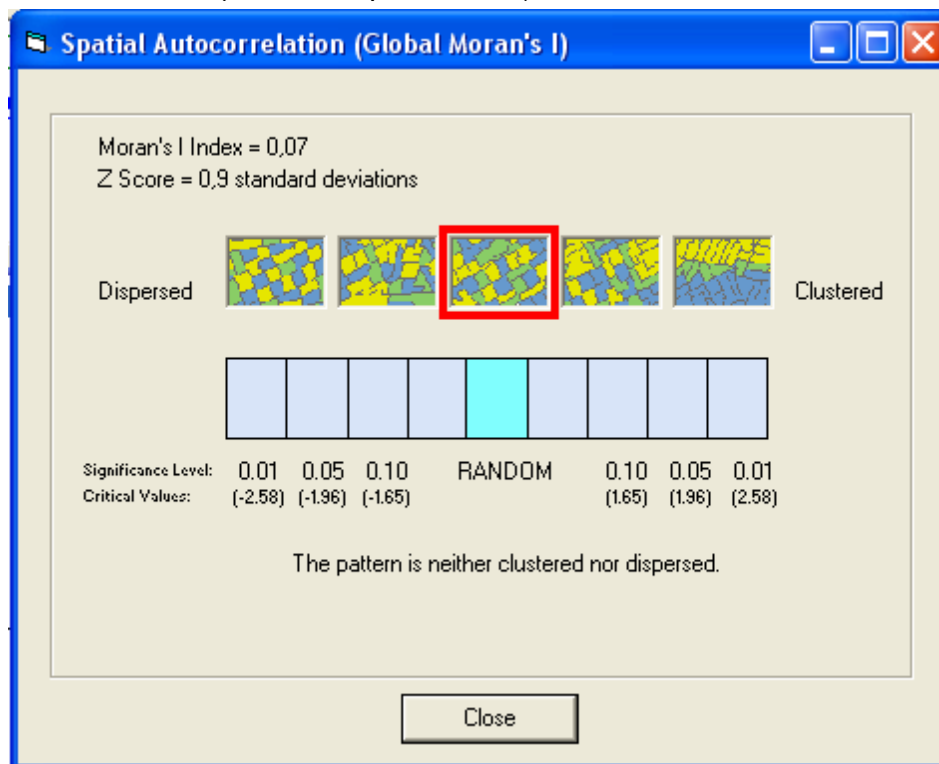 Spatial Autocorrelation (Global Moran's I)
Moran's I Index = 0,07
Z Score = 0,9 standard deviations
Dispersed
Clustered
Significance Level: 0.01 0.05 0.10 RANDOM 0.10 0.05 0.01
Critical Values: (-2.58) (-1.96) (-1.65) (1.65) (1.96) (2.58)
The pattern is neither clustered nor dispersed.
Close